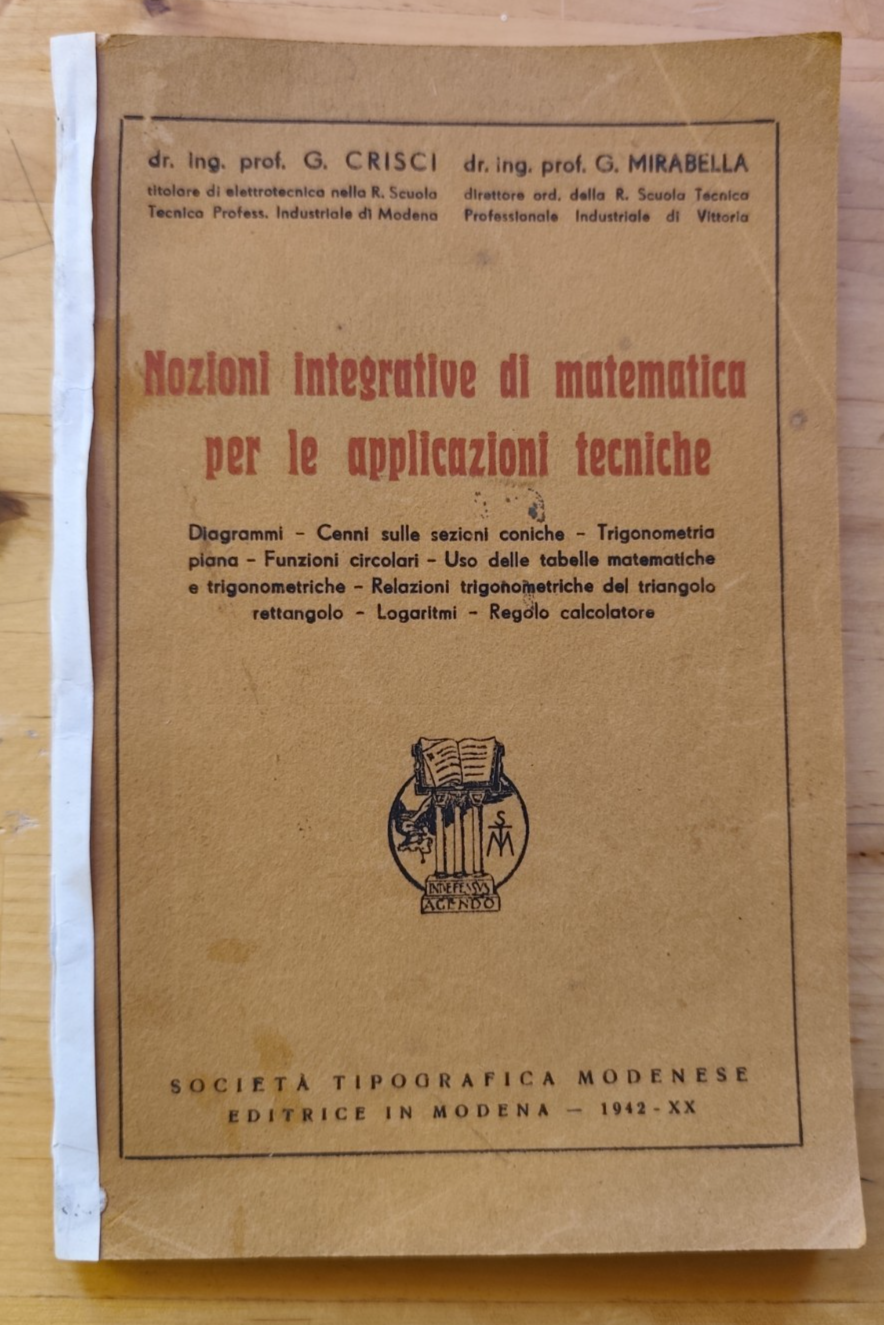 dr. ing. prof. G. CRISCI
titolare di elettrotecnica nella R. Scuola
Tecnica Profess. Industriale di Modena
dr. ing. prof. G. MIRABELLA
direttore ord. della R. Scuola Tecnica
Professionale Industriale di Vittoria
Nozioni integrative di matematica
per le applicazioni tecniche
Diagrammi - Cenni sulle sezioni coniche - Trigonometria
piana - Funzioni circolari - Uso delle tabelle matematiche
e trigonometriche - Relazioni trigonometriche del triangolo
rettangolo - Logaritmi - Regolo calcolatore
S
T
M
INDEFESSVS
AGENDO
SOCIETÀ TIPOGRAFICA MODENESE
EDITRICE IN MODENA — 1942 - XX